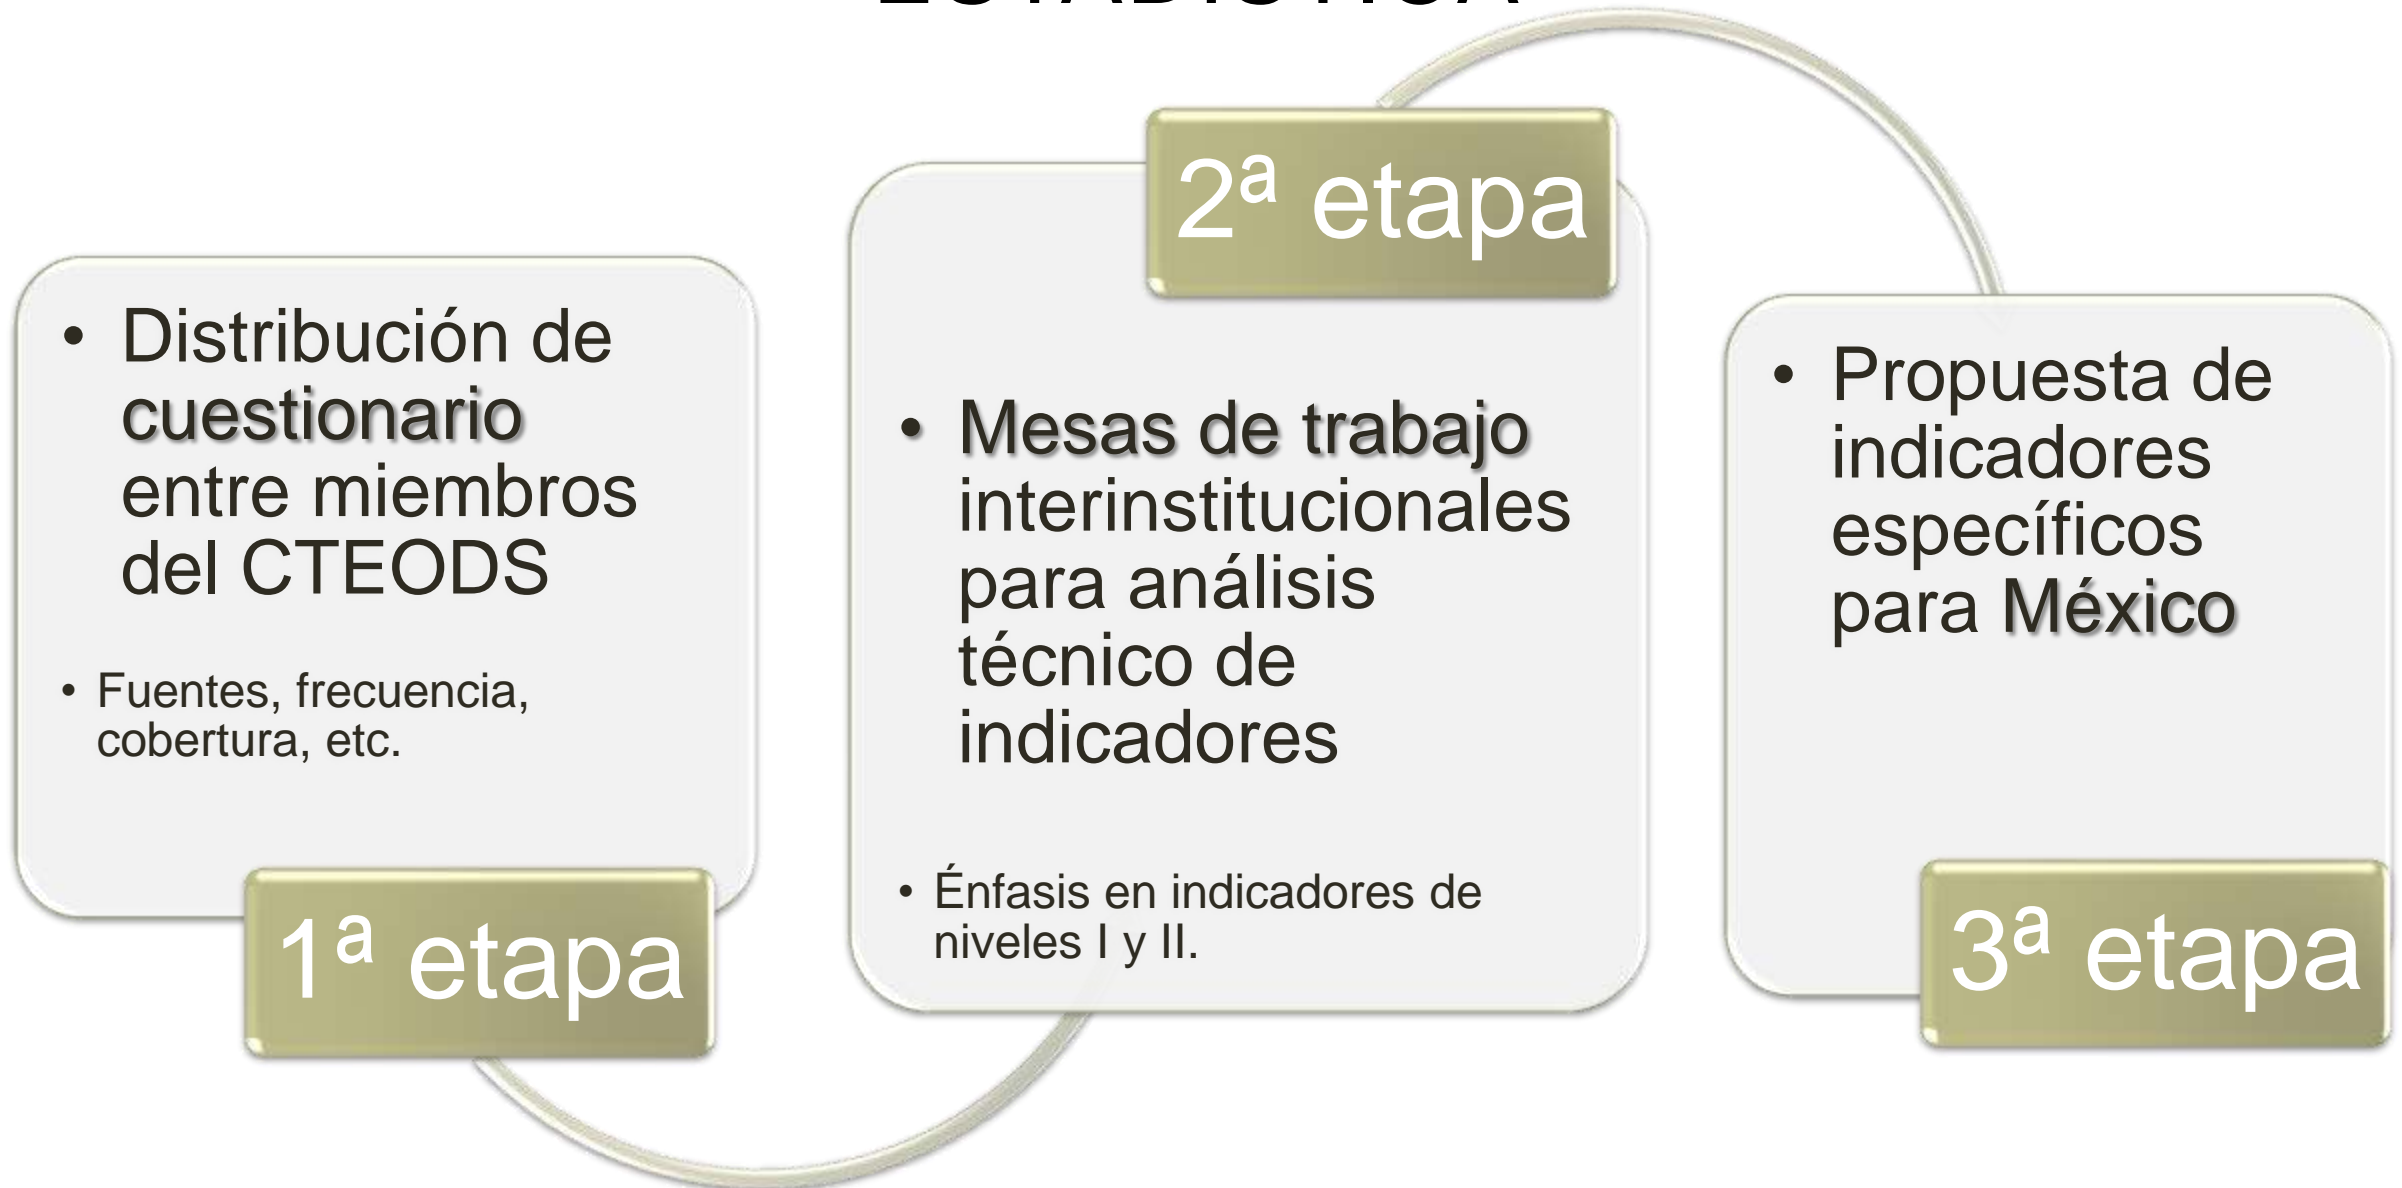 • Distribución de
cuestionario
entre miembros
del CTEODS
• Fuentes, frecuencia,
cobertura, etc.
1ª etapa
2ª etapa
• Mesas de trabajo
interinstitucionales
para análisis
técnico de
indicadores
• Énfasis en indicadores de
niveles I y II.
• Propuesta de
indicadores
específicos
para México
3ª etapa